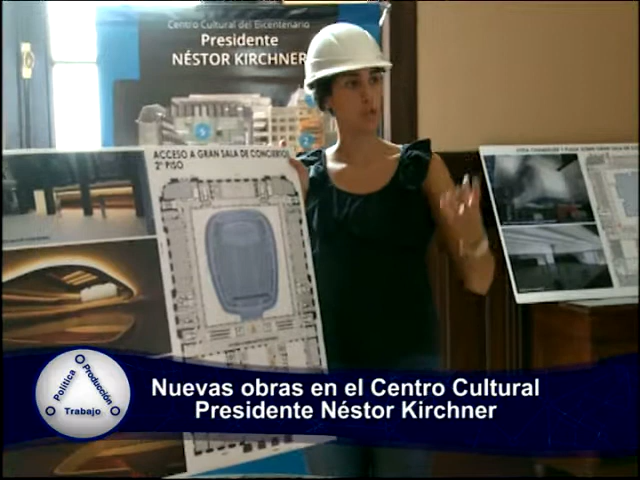 Centro Cultural del Bicentenario
Presidente
NÉSTOR KIRCHNER
ACCESO A GRAN SALA DE CONCIERTOS
2º PISO
Política
Producción
Trabajo
Nuevas obras en el Centro Cultural
Presidente Néstor Kirchner